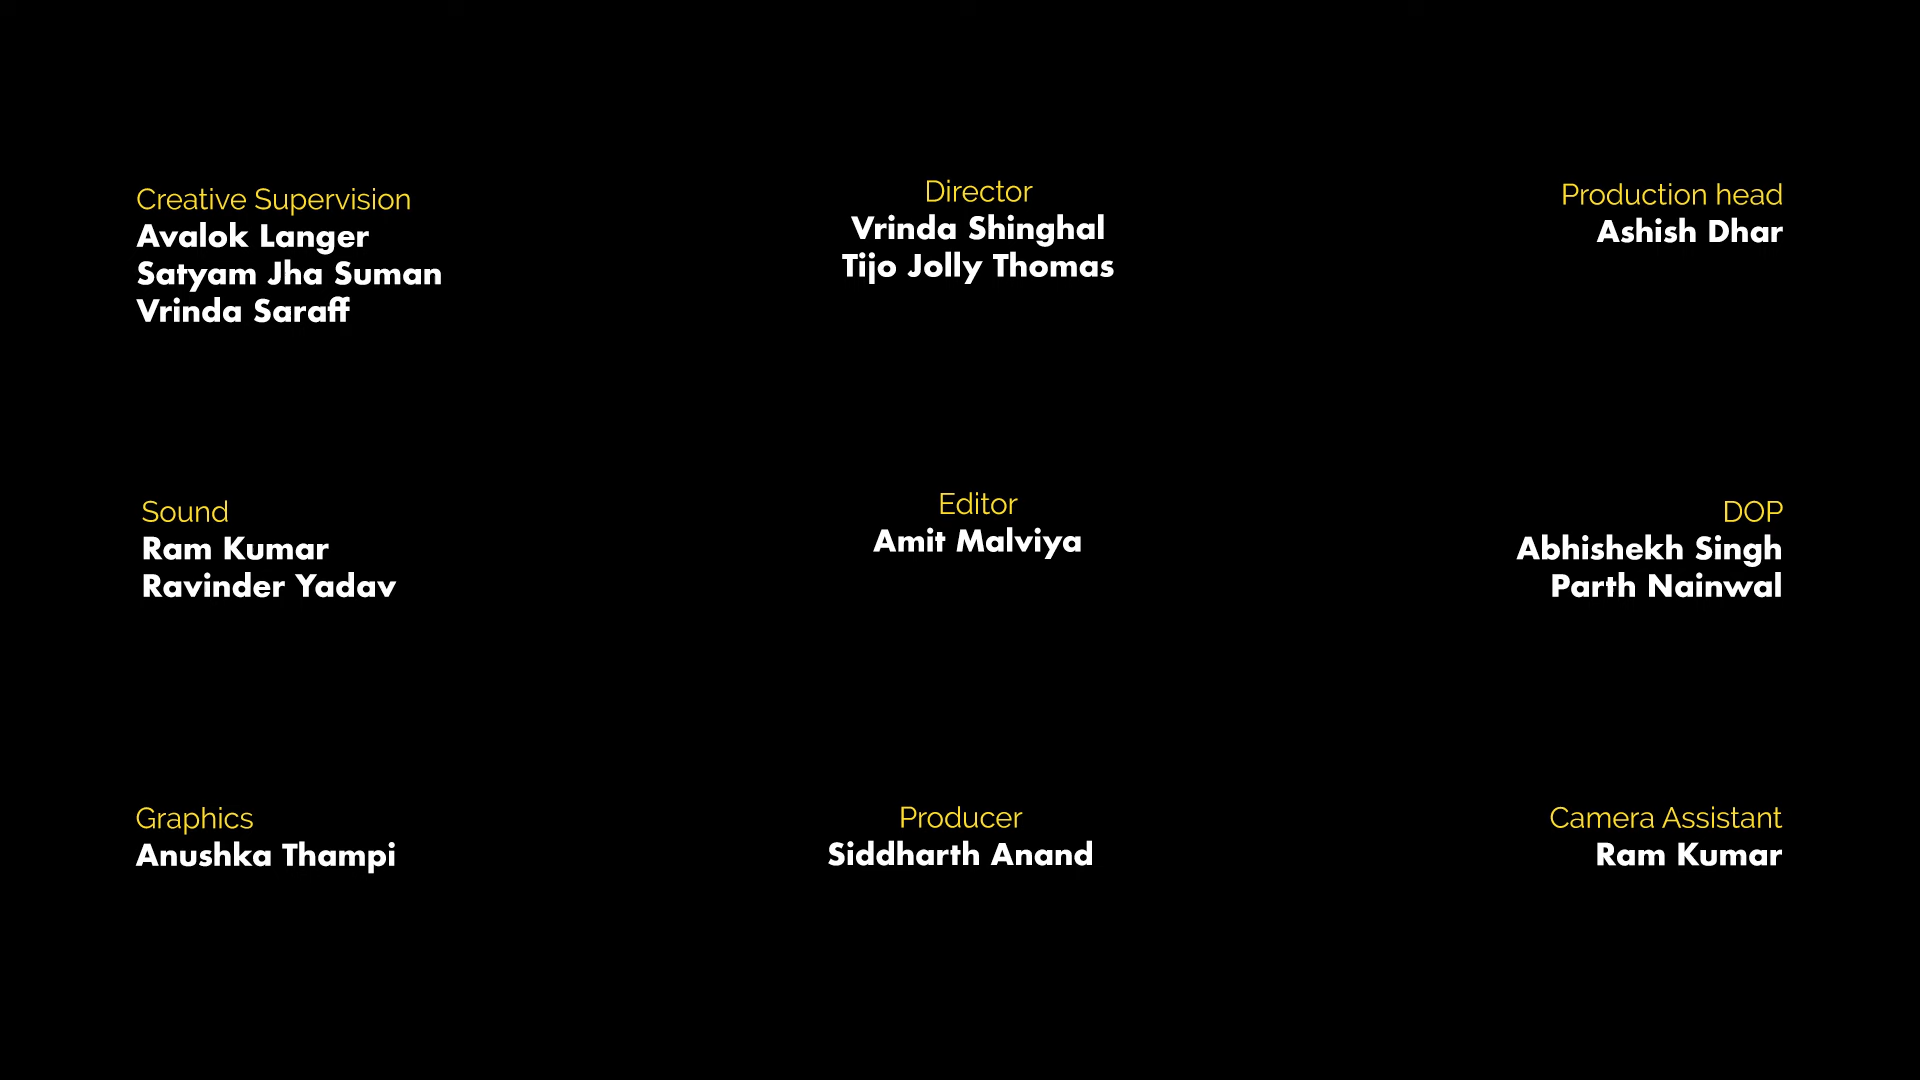 Creative Supervision
Avalok Langer
Satyam Jha Suman
Vrinda Saraff
Director
Vrinda Shinghal
Tijo Jolly Thomas
Production head
Ashish Dhar
Sound
Ram Kumar
Ravinder Yadav
Editor
Amit Malviya
DOP
Abhishekh Singh
Parth Nainwal
Graphics
Anushka Thampi
Producer
Siddharth Anand
Camera Assistant
Ram Kumar